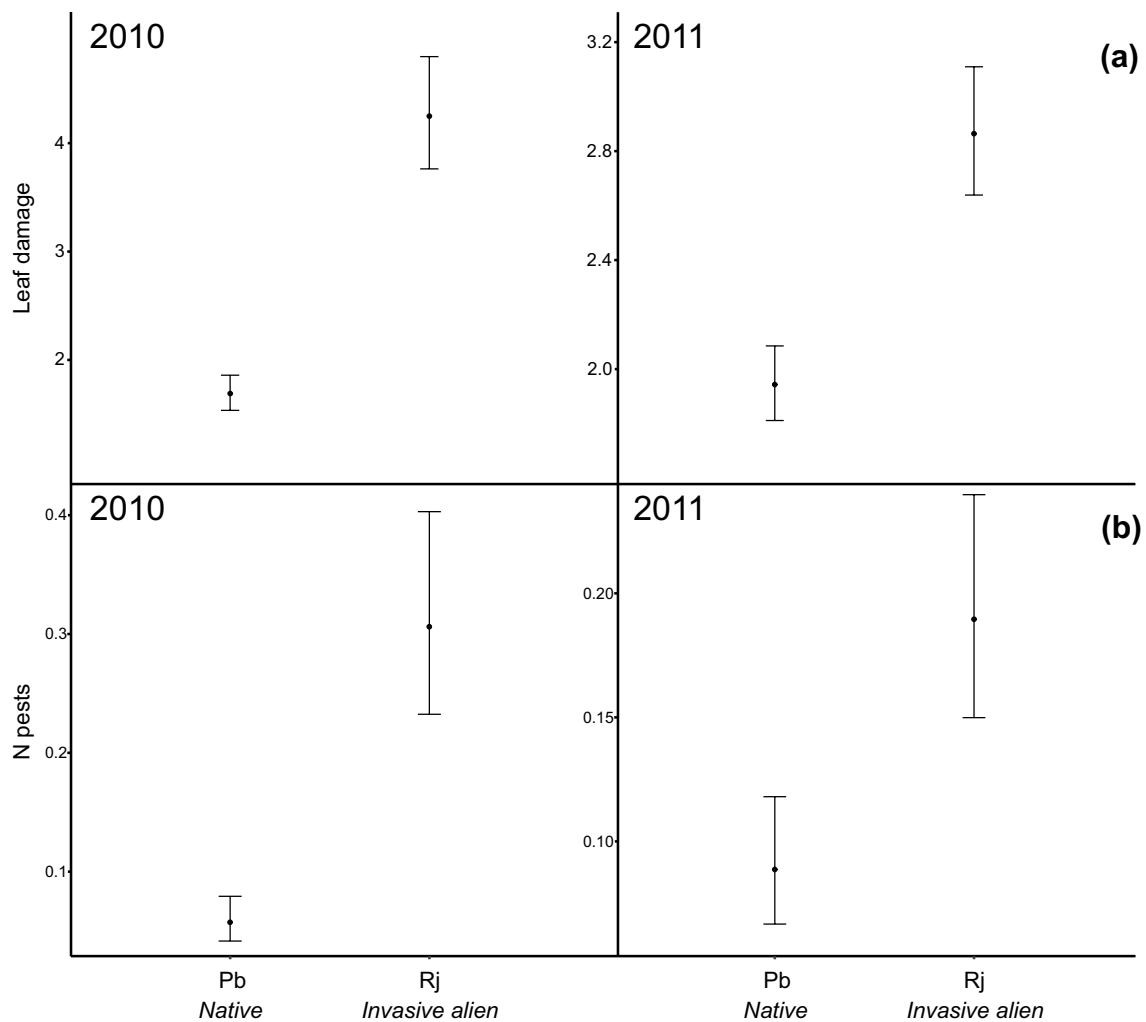 2010
2011
(a)
Leaf damage
4
3
2
3.2
2.8
2.4
2.0
2010
2011
(b)
N pests
0.4
0.3
0.2
0.1
0.20
0.15
0.10
Pb
Rj
Pb
Rj
Native
Invasive alien
Native
Invasive alien